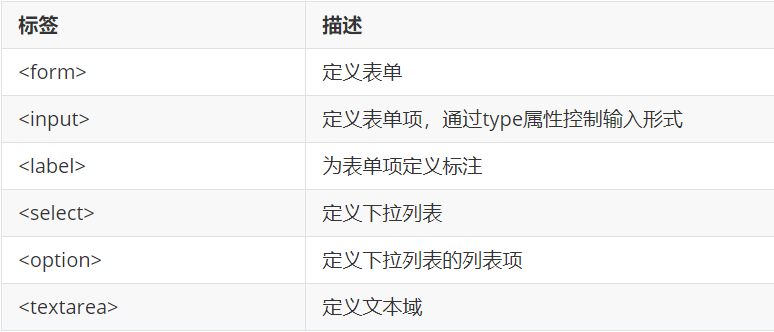 标签 描述
<form> 定义表单
<input> 定义表单项，通过type属性控制输入形式
<label> 为表单项定义标注
<select> 定义下拉列表
<option> 定义下拉列表的列表项
<textarea> 定义文本域